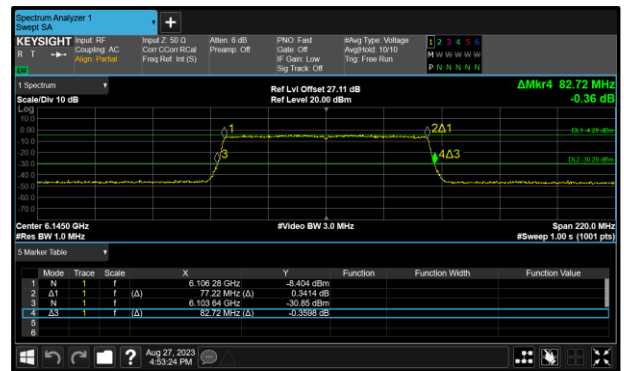 Spectrum Analyzer 1
Swept SA
+
KEYSIGHT Input: RF Input Z: 50 Ω Atten: 6 dB PNO: Fast #Avg Type: Voltage 1 2 3 4 5 6
R T Coupling: AC Corr CCorr RCal Preamp: Off Gate: Off Avg|Hold: 10/10 M W W W W W
Align: Partial Freq Ref: Int (S) IF Gain: Low Trig: Free Run
Sig Track: Off P N N N N N
LW
1 Spectrum Ref Lvl Offset 27.11 dB ΔMkr4 82.72 MHz
Scale/Div 10 dB Ref Level 20.00 dBm -0.36 dB
Log
10.0
0.00 1 2Δ1 DL1 -4.29 dBm
-10.0
-20.0 3 4Δ3
-30.0 DL2 -30.29 dBm
-40.0
-50.0
-60.0
-70.0
Center 6.1450 GHz #Video BW 3.0 MHz Span 220.0 MHz
#Res BW 1.0 MHz #Sweep 1.00 s (1001 pts)
5 Marker Table
Mode Trace Scale X Y Function Function Width Function Value
1 N 1 f 6.106 28 GHz -8.404 dBm
2 Δ1 1 f (Δ) 77.22 MHz (Δ) 0.3414 dB
3 N 1 f 6.103 64 GHz -30.85 dBm
4 Δ3 1 f (Δ) 82.72 MHz (Δ) -0.3598 dB
5
6
? Aug 27, 2023
4:53:24 PM